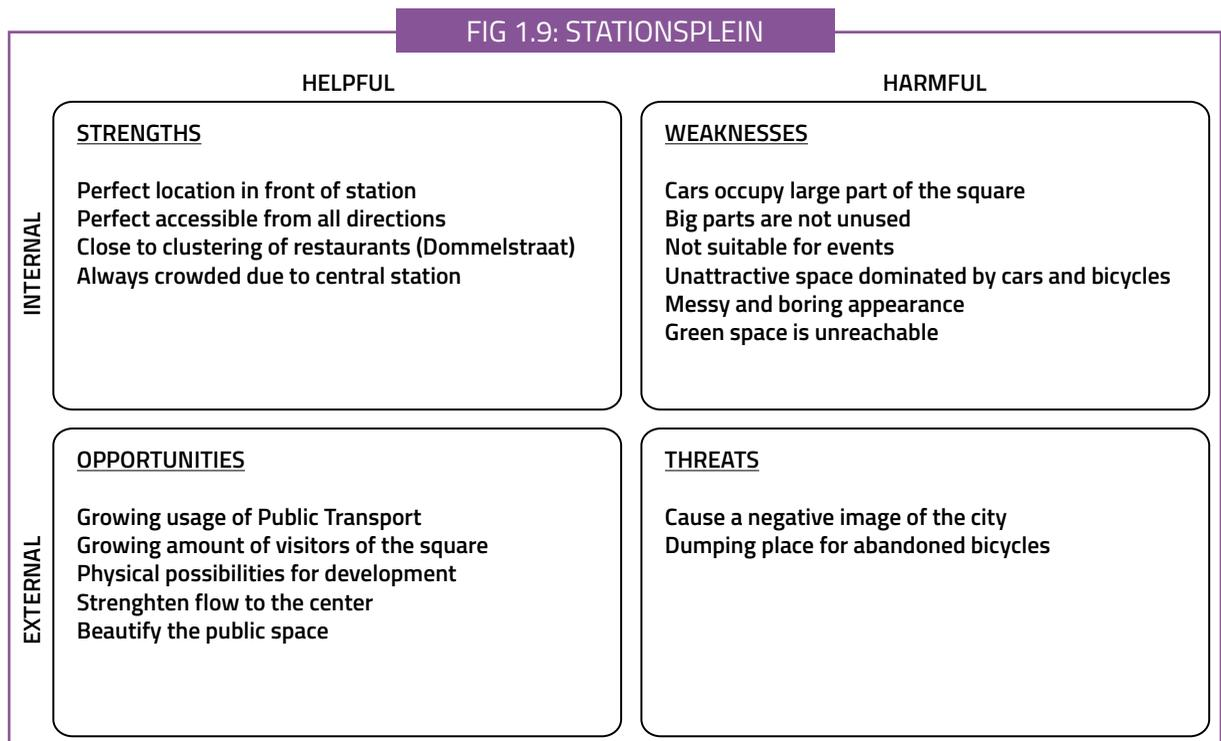 FIG 1.9: STATIONSPLEIN
HELPFUL
HARMFUL
INTERNAL
STRENGTHS
Perfect location in front of station
Perfect accessible from all directions
Close to clustering of restaurants (Dommelstraat)
Always crowded due to central station
WEAKNESSES
Cars occupy large part of the square
Big parts are not unused
Not suitable for events
Unattractive space dominated by cars and bicycles
Messy and boring appearance
Green space is unreachable
EXTERNAL
OPPORTUNITIES
Growing usage of Public Transport
Growing amount of visitors of the square
Physical possibilities for development
Strenghten flow to the center
Beautify the public space
THREATS
Cause a negative image of the city
Dumping place for abandoned bicycles